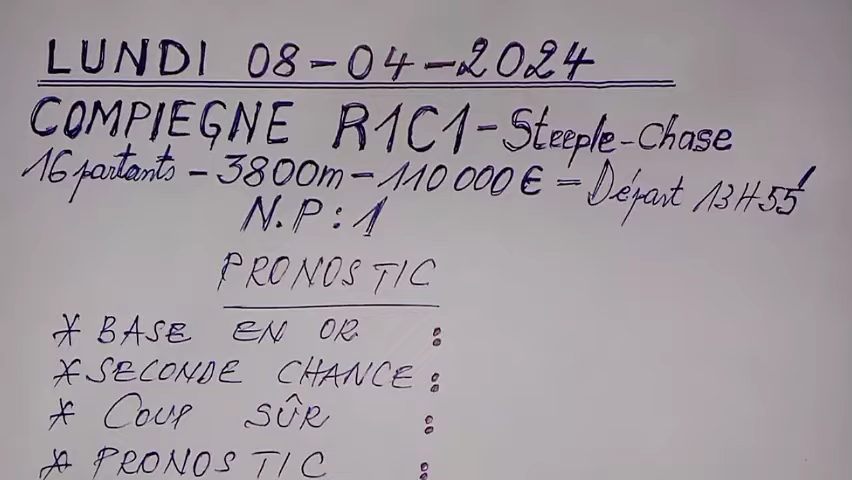 LUNDI 08-04-2024
COMPIEGNE R1C1-Steeple-chase
16 partants - 3800m - 110 000€ = Départ 13H55'
N.P: 1
PRONOSTIC
* BASE EN OR :
* SECONDE CHANCE :
* COUP SÛR :
* PRONOSTIC :